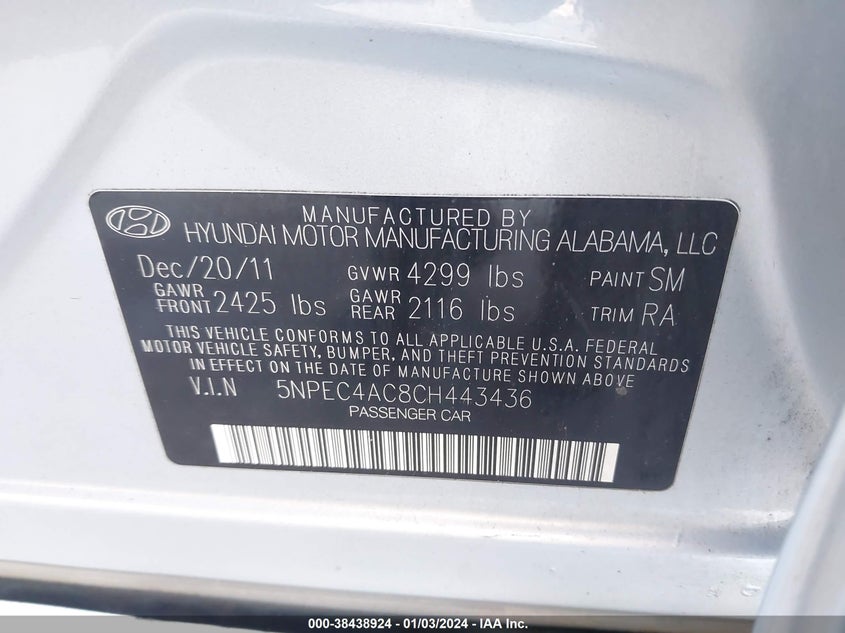 MANUFACTURED BY
HYUNDAI MOTOR MANUFACTURING ALABAMA, LLC
Dec/20/11 GVWR 4299 lbs PAINT SM
GAWR FRONT 2425 lbs GAWR REAR 2116 lbs TRIM RA
THIS VEHICLE CONFORMS TO ALL APPLICABLE U.S.A. FEDERAL
MOTOR VEHICLE SAFETY, BUMPER, AND THEFT PREVENTION STANDARDS
IN EFFECT ON THE DATE OF MANUFACTURE SHOWN ABOVE
V.I.N 5NPEC4AC8CH443436
PASSENGER CAR
000-38438924 - 01/03/2024 - IAA Inc.